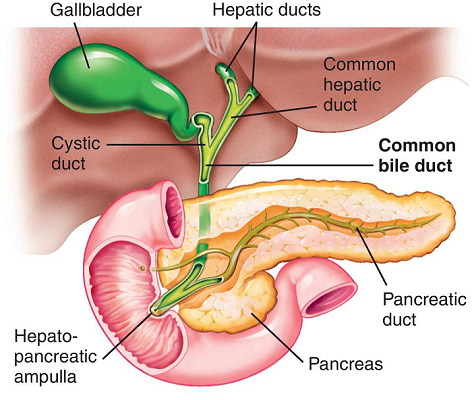 Gallbladder
Hepatic ducts
Common
hepatic
duct
Cystic
duct
Common
bile duct
Pancreatic
duct
Hepato-
pancreatic
ampulla
Pancreas